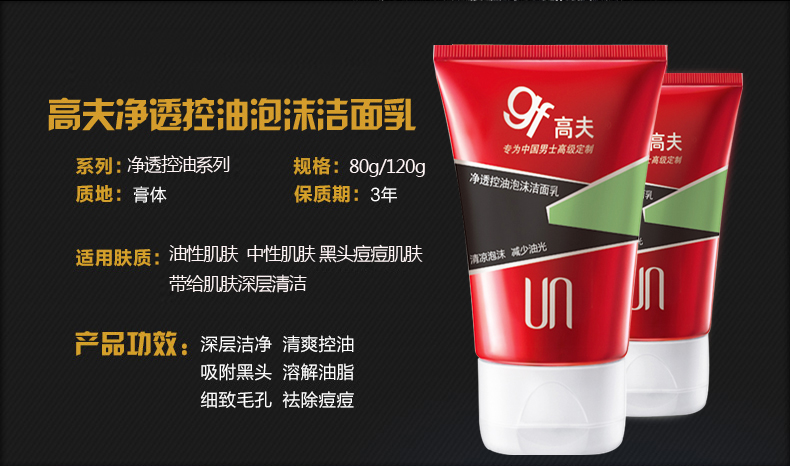 高夫净透控油泡沫洁面乳
系列：净透控油系列 规格：80g/120g
质地：膏体 保质期：3年
适用肤质：油性肌肤 中性肌肤 黑头痘痘肌肤
带给肌肤深层清洁
产品功效：深层洁净 清爽控油
吸附黑头 溶解油脂
细致毛孔 祛除痘痘
gf 高夫
专为中国男士高级定制
净透控油泡沫洁面乳
清凉泡沫 减少油光
un
高夫
级定制